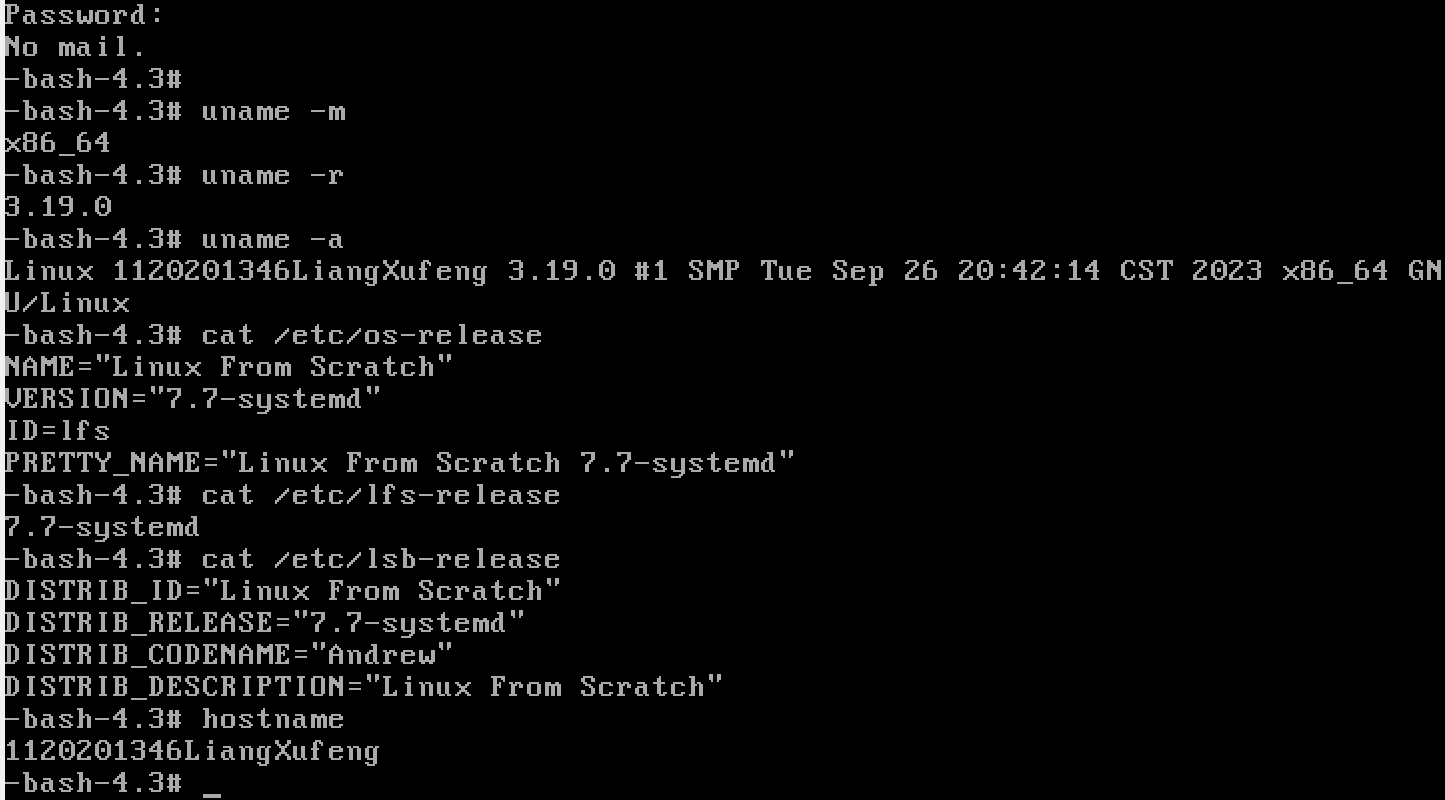 Password:
No mail.
-bash-4.3#
-bash-4.3# uname -m
x86_64
-bash-4.3# uname -r
3.19.0
-bash-4.3# uname -a
Linux 1120201346LiangXufeng 3.19.0 #1 SMP Tue Sep 26 20:42:14 CST 2023 x86_64 GN
U/Linux
-bash-4.3# cat /etc/os-release
NAME="Linux From Scratch"
VERSION="7.7-systemd"
ID=lfs
PRETTY_NAME="Linux From Scratch 7.7-systemd"
-bash-4.3# cat /etc/lfs-release
7.7-systemd
-bash-4.3# cat /etc/lsb-release
DISTRIB_ID="Linux From Scratch"
DISTRIB_RELEASE="7.7-systemd"
DISTRIB_CODENAME="Andrew"
DISTRIB_DESCRIPTION="Linux From Scratch"
-bash-4.3# hostname
1120201346LiangXufeng
-bash-4.3# _